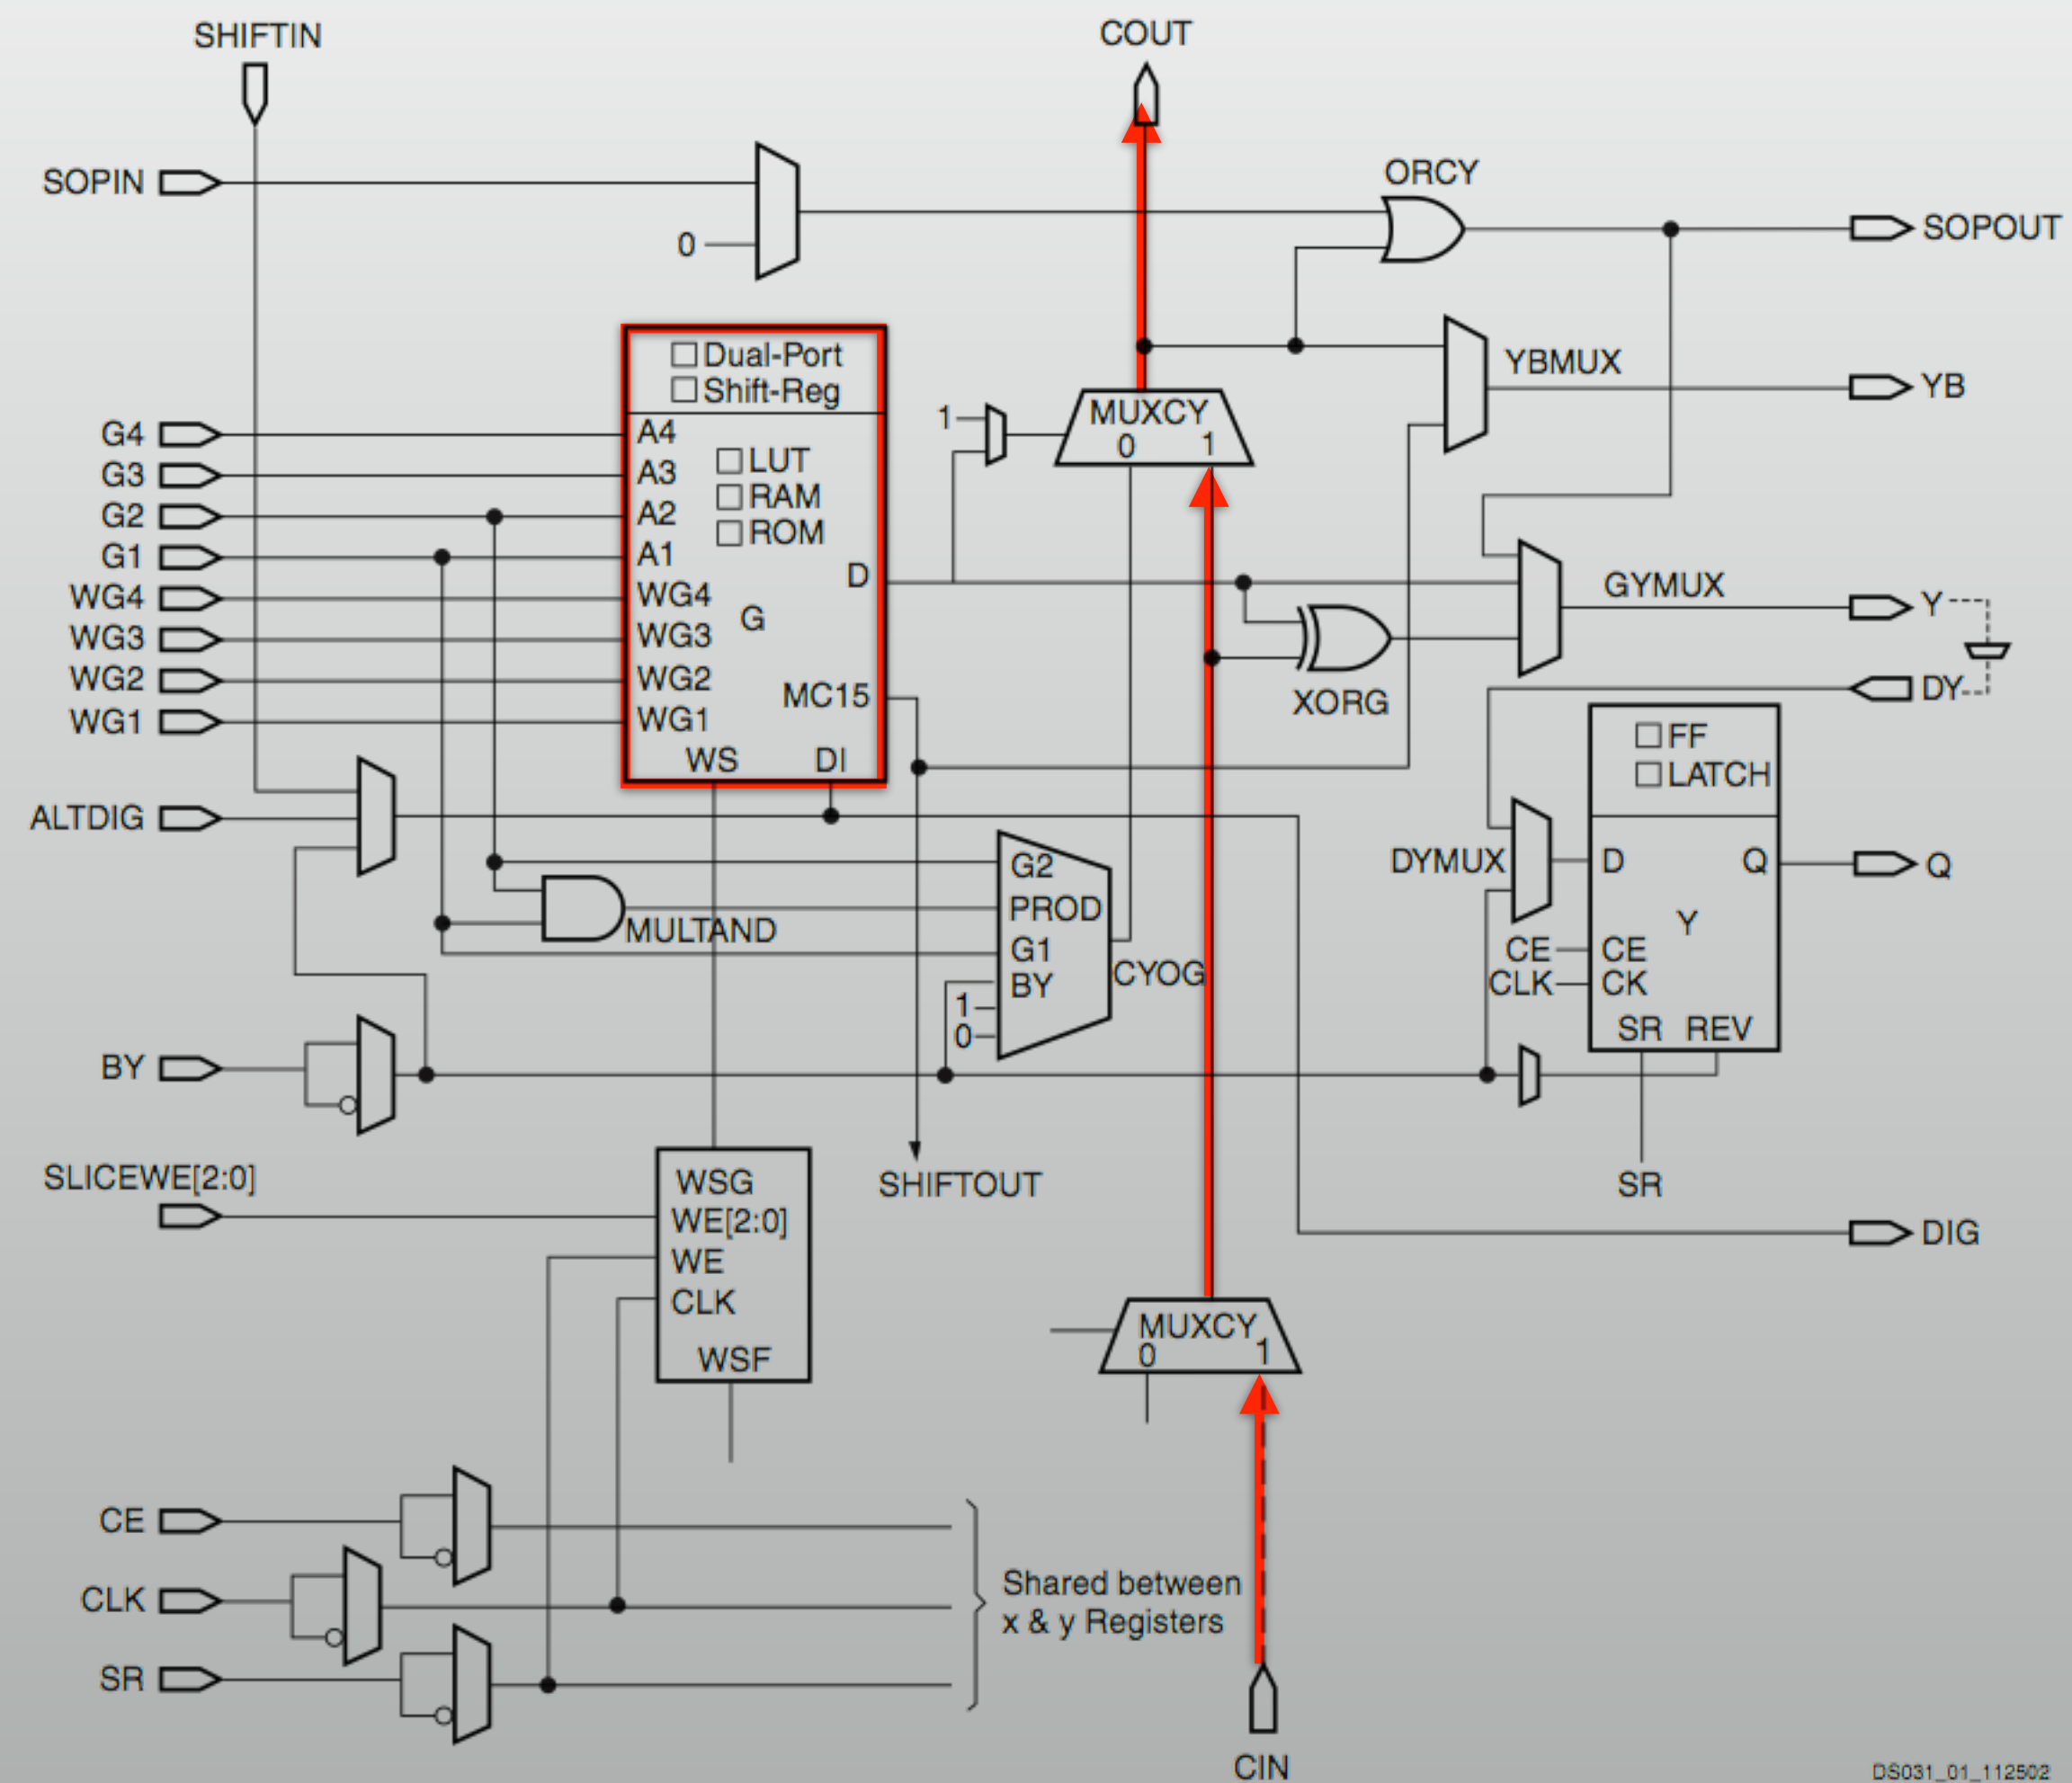 SHIFTIN
COUT
SOPIN
0
ORCY
SOPOUT
Dual-Port
Shift-Reg
G4
G3
G2
G1
WG4
WG3
WG2
WG1
A4
A3
A2
A1
WG4
WG3
WG2
WG1
LUT
RAM
ROM
G
D
MC15
WS
DI
1
MUXCY
0 1
YBMUX
YB
GYMUX
Y
XORG
DY
FF
LATCH
ALTDIG
DYMUX
D
Q
Q
Y
CE
CE
CLK
CK
SR
REV
SR
MULTAND
G2
PROD
G1
BY
1
0
CYOG
BY
SLICEWE[2:0]
WSG
WE[2:0]
WE
CLK
WSF
SHIFTOUT
DIG
MUXCY
0 1
CE
CLK
SR
Shared between
x & y Registers
CIN
DS031_01_112502